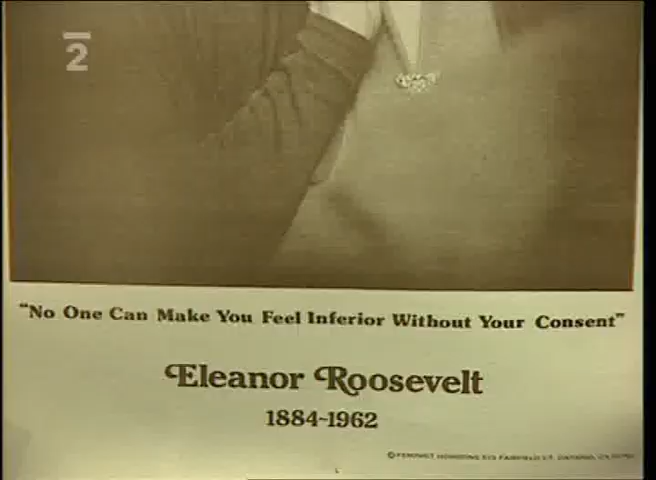 2
"No One Can Make You Feel Inferior Without Your Consent"
Eleanor Roosevelt
1884-1962